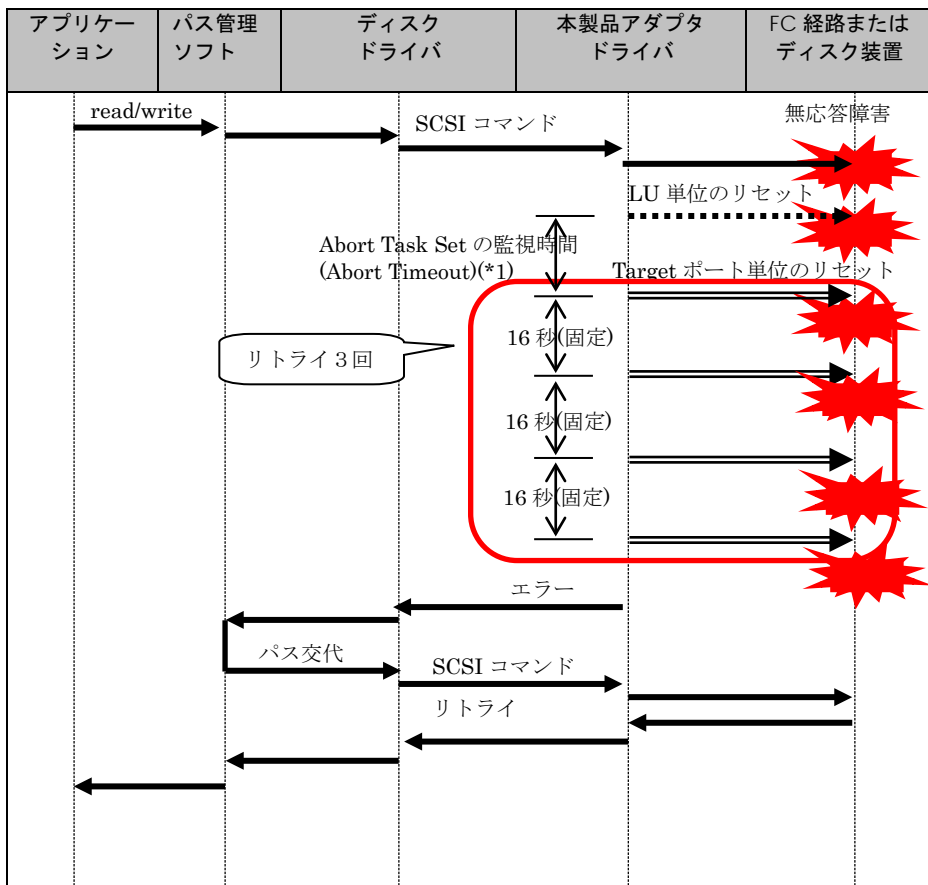 アプリケー
ション
パス管理
ソフト
ディスク
ドライバ
本製品アダプタ
ドライバ
FC 経路または
ディスク装置
read/write
SCSI コマンド
無応答障害
LU 単位のリセット
Abort Task Set の監視時間
(Abort Timeout)(*1)
Target ポート単位のリセット
16 秒(固定)
リトライ３回
16 秒(固定)
16 秒(固定)
エラー
パス交代
SCSI コマンド
リトライ